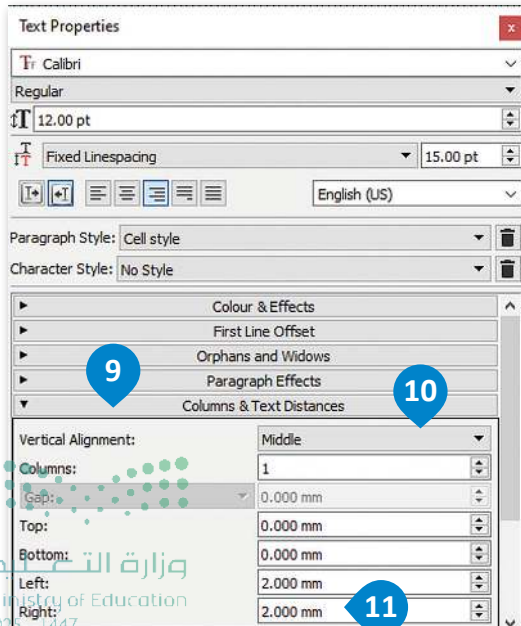 Text Properties x
Tr Calibri
Regular
12.00 pt
Fixed Linespacing 15.00 pt
English (US)
Paragraph Style: Cell style
Character Style: No Style
Colour & Effects
First Line Offset
Orphans and Widows
9
Paragraph Effects
10
Columns & Text Distances
Vertical Alignment: Middle
Columns: 1
Gap: 0.000 mm
Top: 0.000 mm
Bottom: 0.000 mm
وزارة التعليم
Left: 2.000 mm
Ministry of Education
Right: 2.000 mm
11
1447